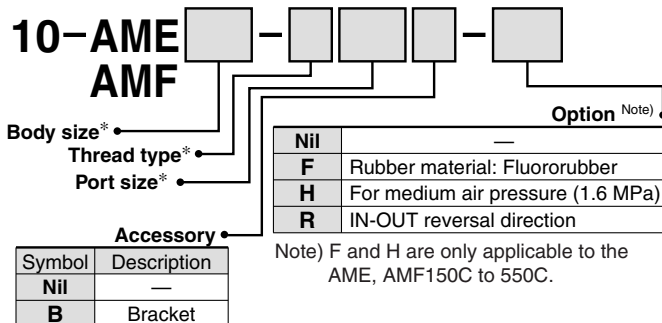 10-AME
AMF
Body size*
Thread type*
Port size*
Accessory
Symbol Description
Nil —
B Bracket
Option Note)
Nil —
F Rubber material: Fluororubber
H For medium air pressure (1.6 MPa)
R IN-OUT reversal direction
Note) F and H are only applicable to the
AME, AMF150C to 550C.